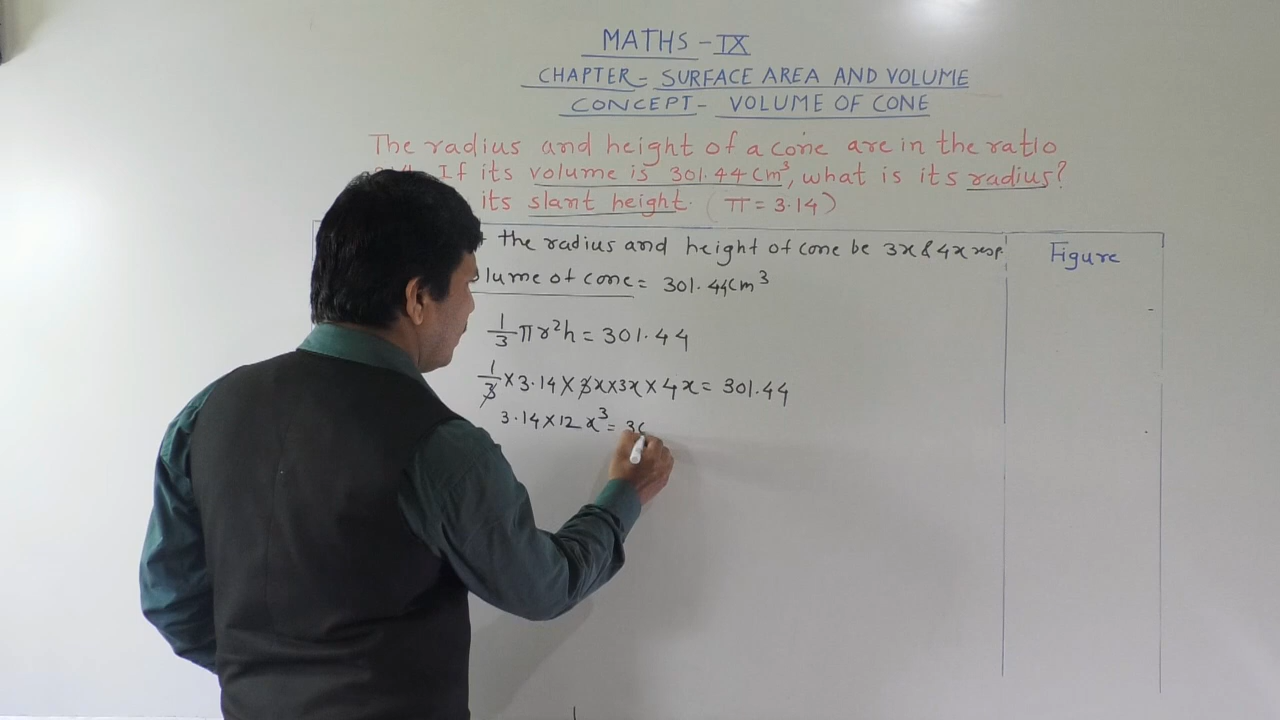 MATHS - IX
CHAPTER - SURFACE AREA AND VOLUME
CONCEPT - VOLUME OF CONE
The radius and height of a cone are in the ratio
If its volume is 301.44 cm³, what is its radius?
its slant height. (π = 3.14)
the radius and height of cone be 3x & 4x resp.
Figure
lume of cone = 301.44cm³
1/3 πr²h = 301.44
1/3 × 3.14 × 3x × 3x × 4x = 301.44
3.14 × 12 x³ = 30